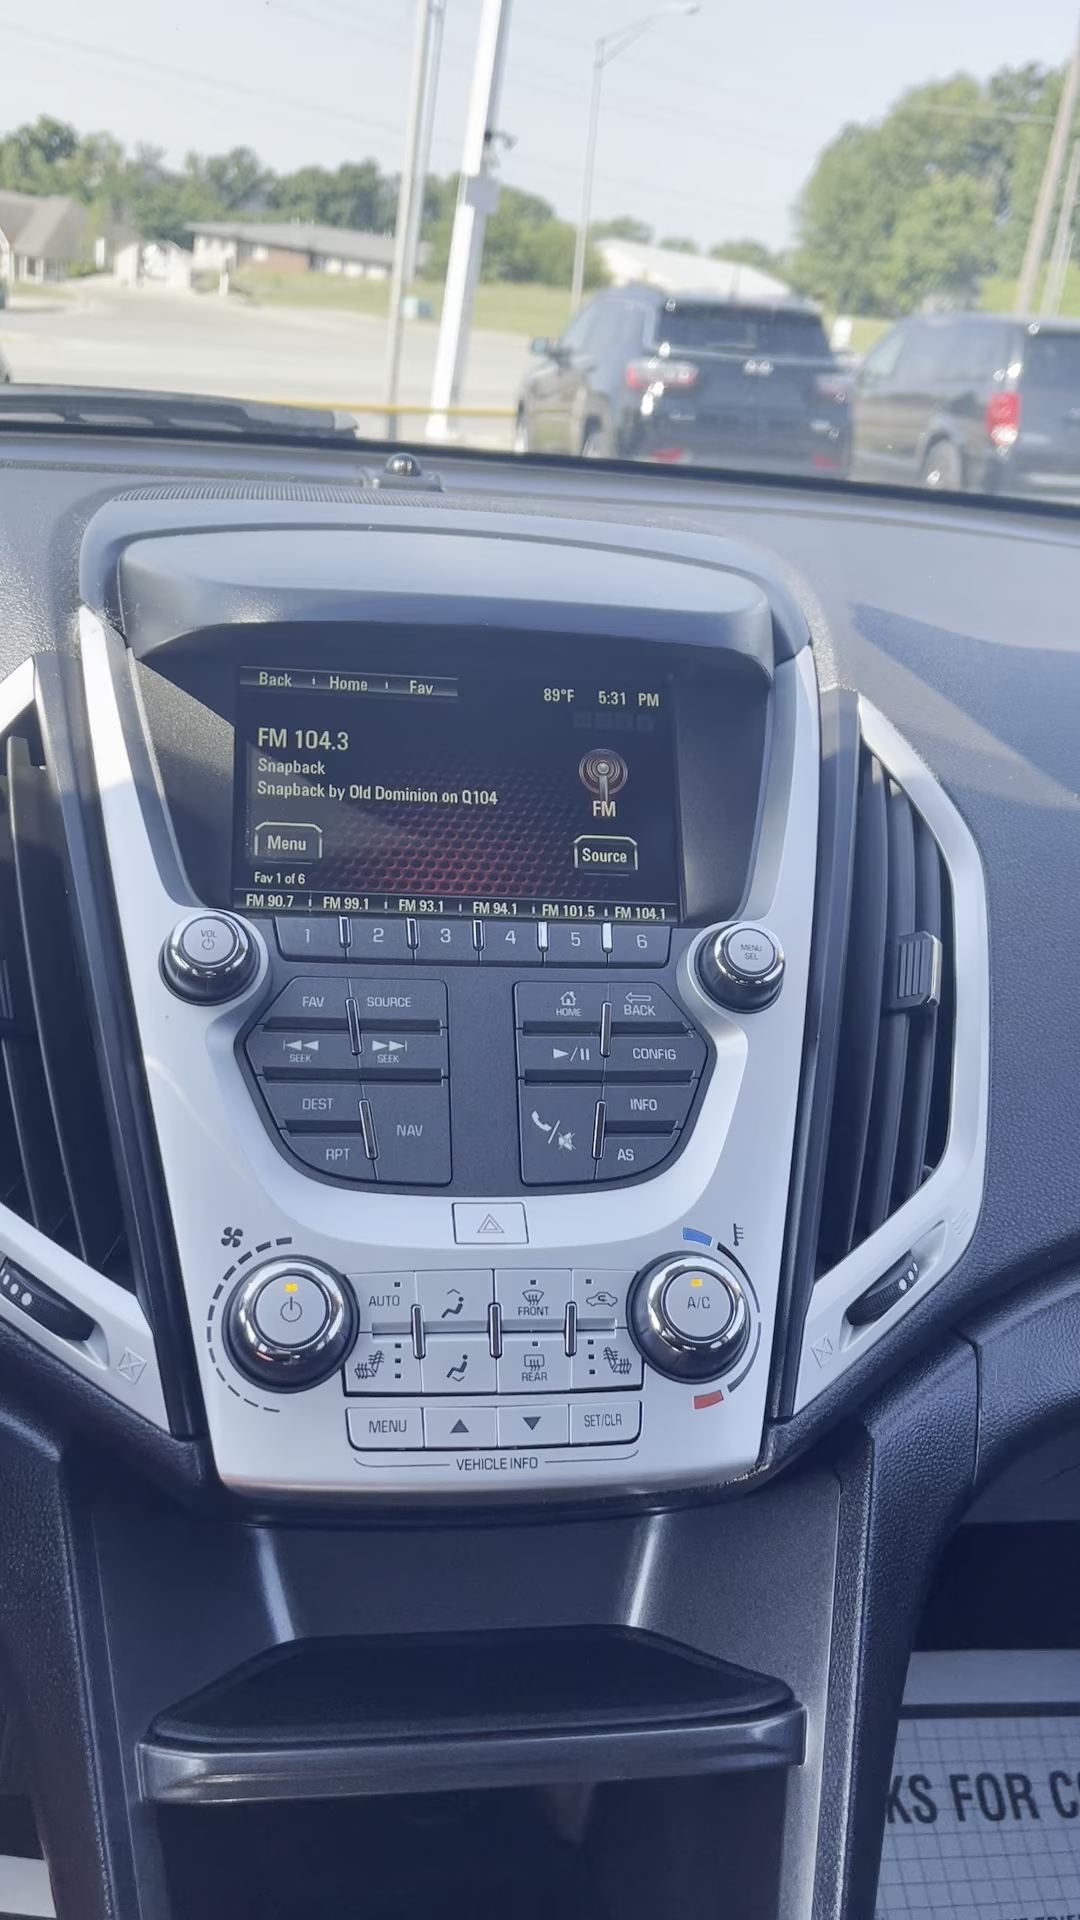 Back Home Fav 89°F 5:31 PM
FM 104.3
Snapback
Snapback by Old Dominion on Q104
FM
Menu
Source
Fav 1 of 6
FM 90.7 FM 99.1 FM 93.1 FM 94.1 FM 101.5 FM 104.1
1 2 3 4 5 6
VOL
MENU
SEL
FAV SOURCE
HOME BACK
SEEK SEEK
CONFIG
DEST
NAV
RPT
INFO
AS
AUTO
FRONT
A/C
REAR
MENU SET/CLR
VEHICLE INFO
FOR